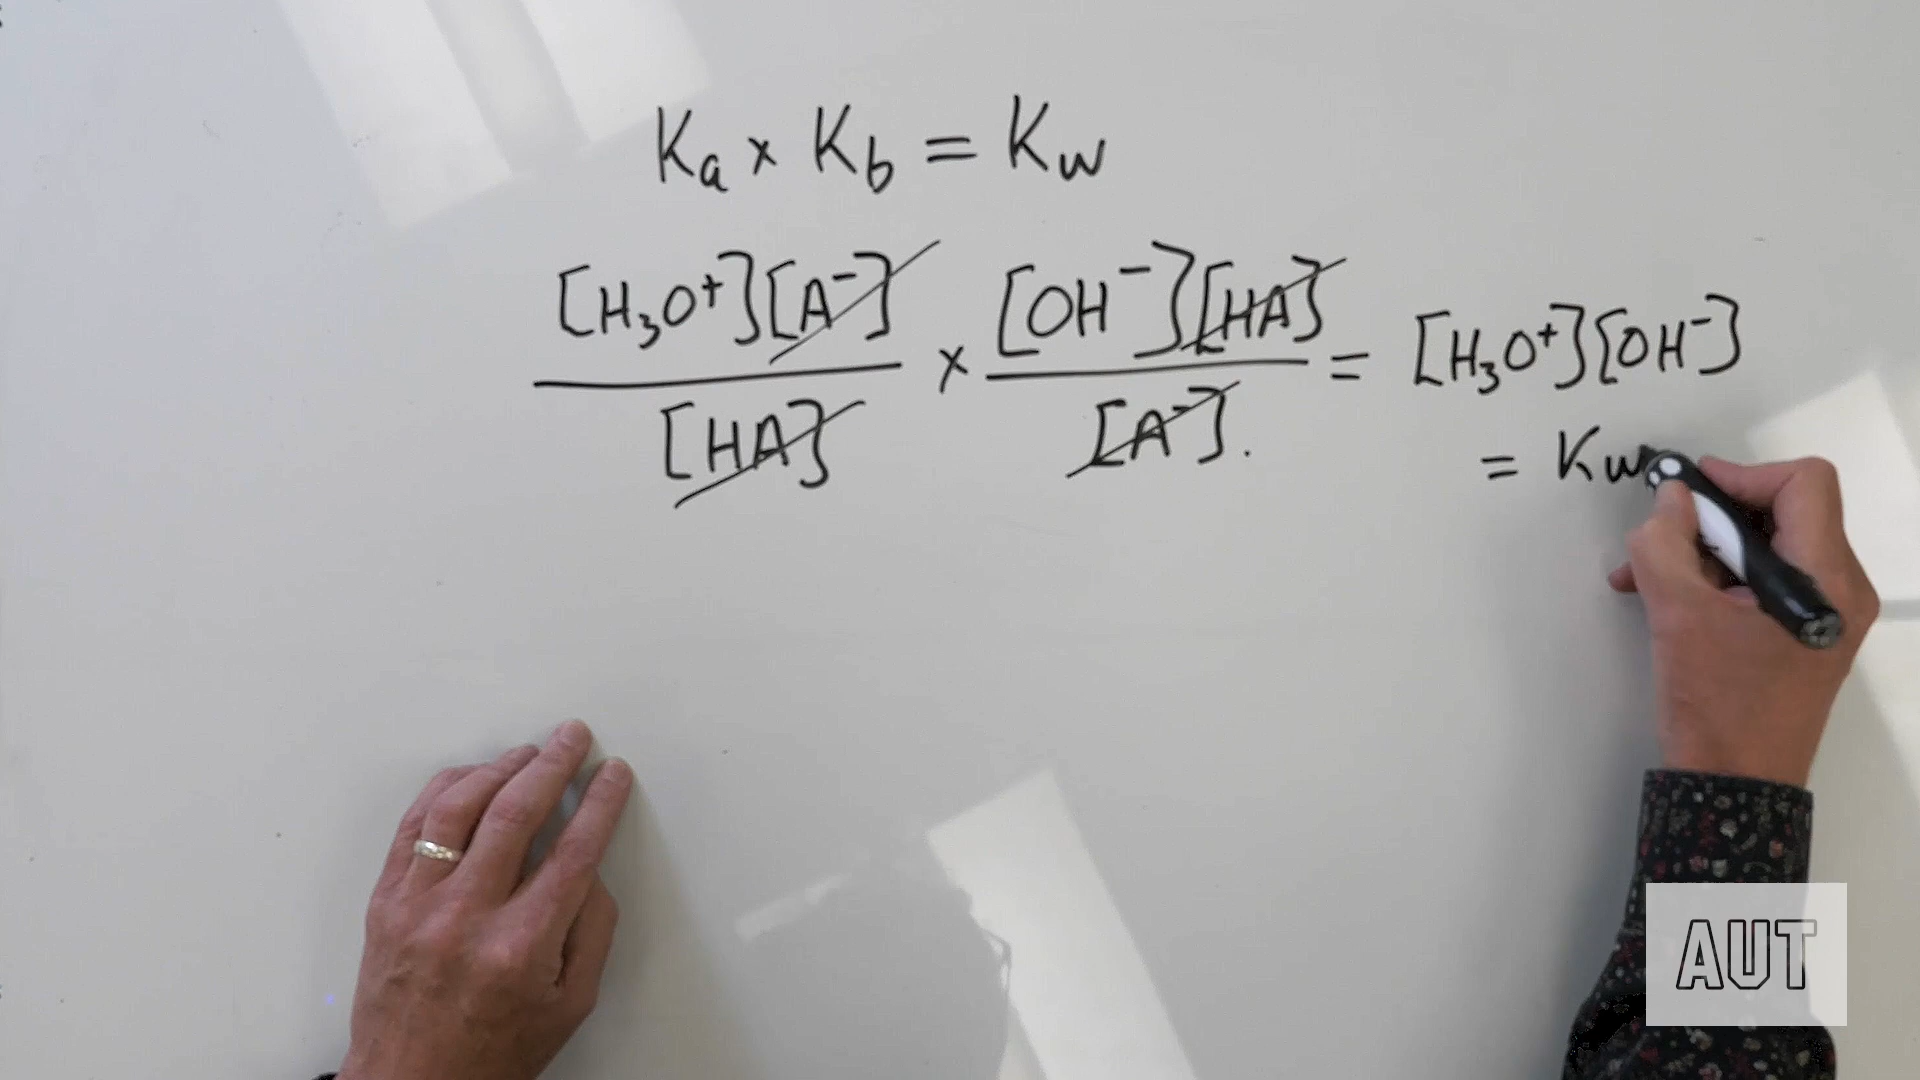 Ka × Kb = Kw
[H₃O⁺][A⁻] × [OH⁻][HA] = [H₃O⁺][OH⁻]
[HA] [A⁻].
= Kw
AUT